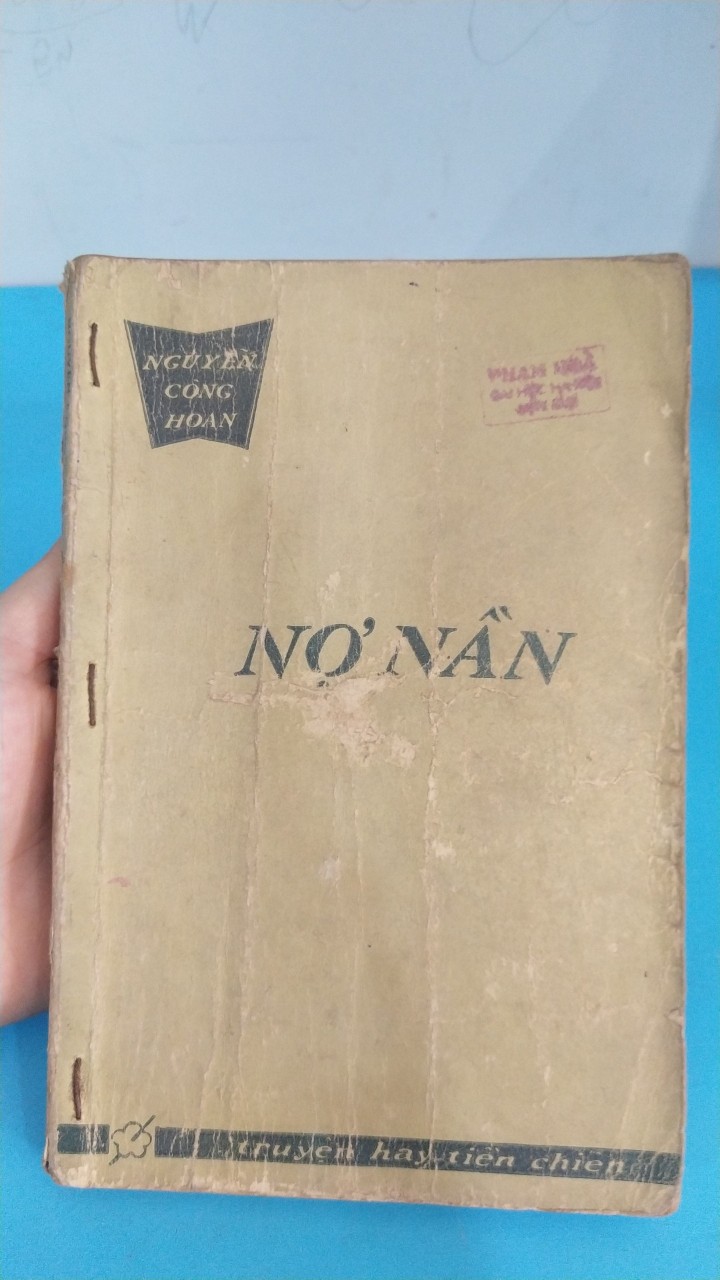 NGUYỄN
CÔNG
HOAN
NỢ NẦN
truyện hay tiền chiến